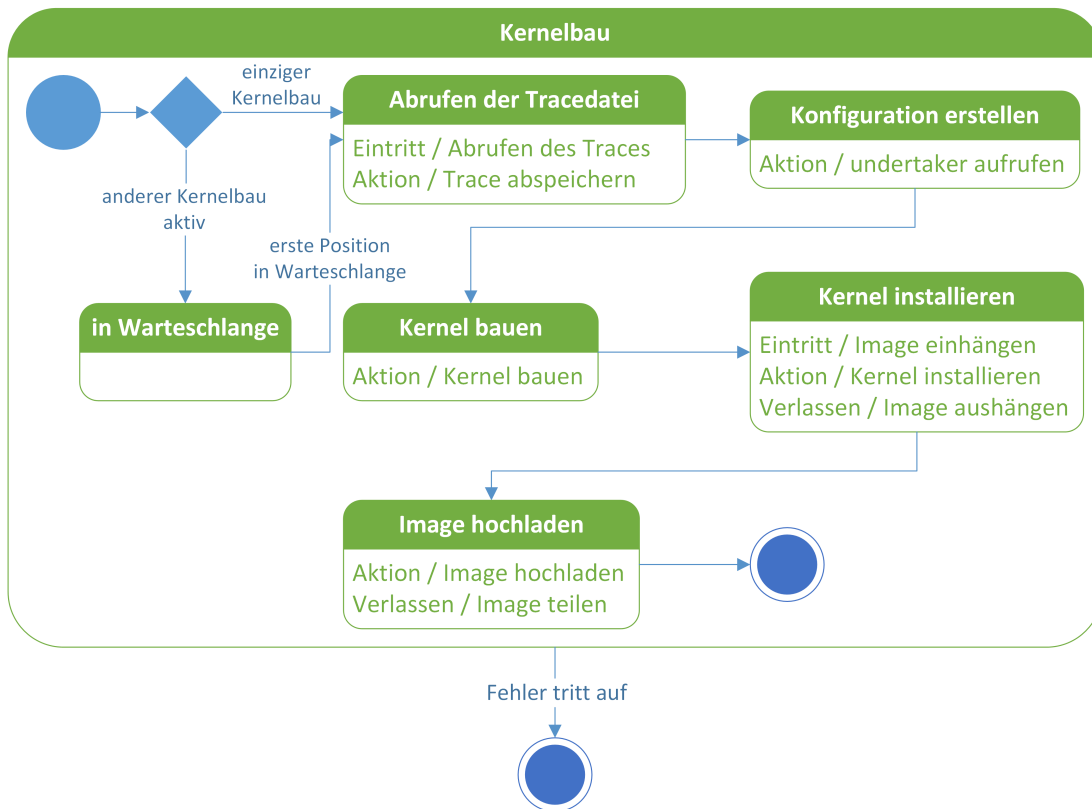 Kernelbau
einziger
Kernelbau
Abrufen der Tracedatei
Eintritt / Abrufen des Traces
Aktion / Trace abspeichern
Konfiguration erstellen
Aktion / undertaker aufrufen
anderer Kernelbau
aktiv
erste Position
in Warteschlange
in Warteschlange
Kernel bauen
Aktion / Kernel bauen
Kernel installieren
Eintritt / Image einhängen
Aktion / Kernel installieren
Verlassen / Image aushängen
Image hochladen
Aktion / Image hochladen
Verlassen / Image teilen
Fehler tritt auf